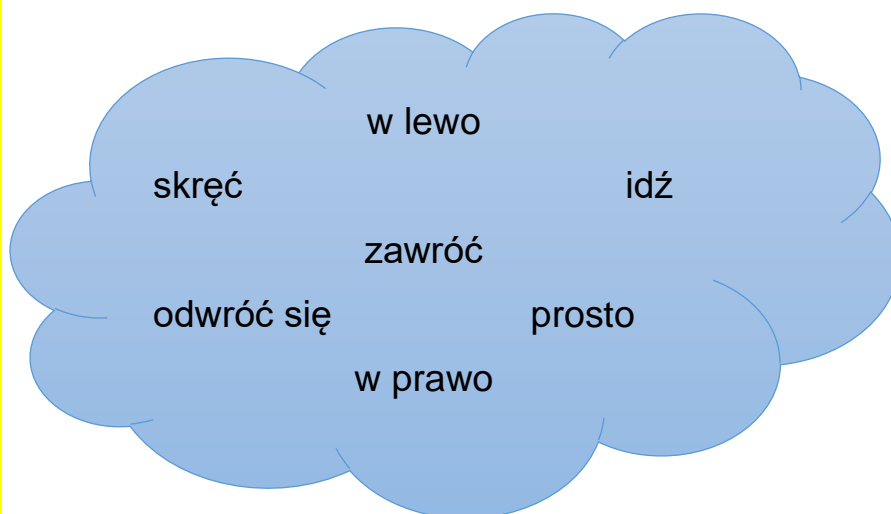 w lewo
skręć idź
zawróć
odwróć się prosto
w prawo